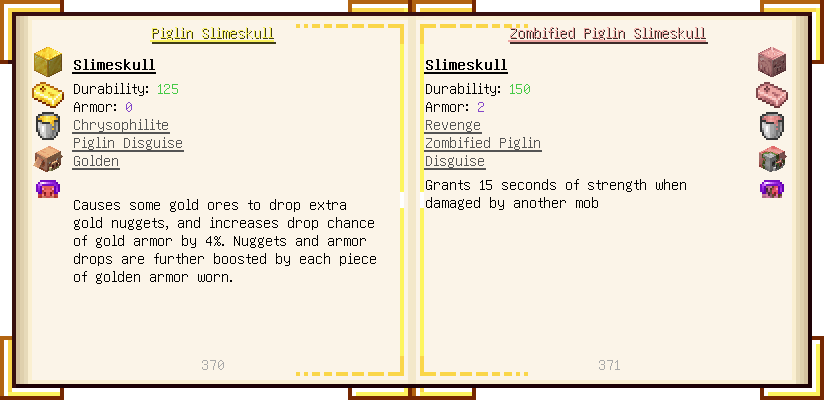 Piglin Slimeskull
Slimeskull
Durability: 125
Armor: 0
Chrysophilite
Piglin Disguise
Golden
Causes some gold ores to drop extra
gold nuggets, and increases drop chance
of gold armor by 4%. Nuggets and armor
drops are further boosted by each piece
of golden armor worn.
370
Zombified Piglin Slimeskull
Slimeskull
Durability: 150
Armor: 2
Revenge
Zombified Piglin
Disguise
Grants 15 seconds of strength when
damaged by another mob
371